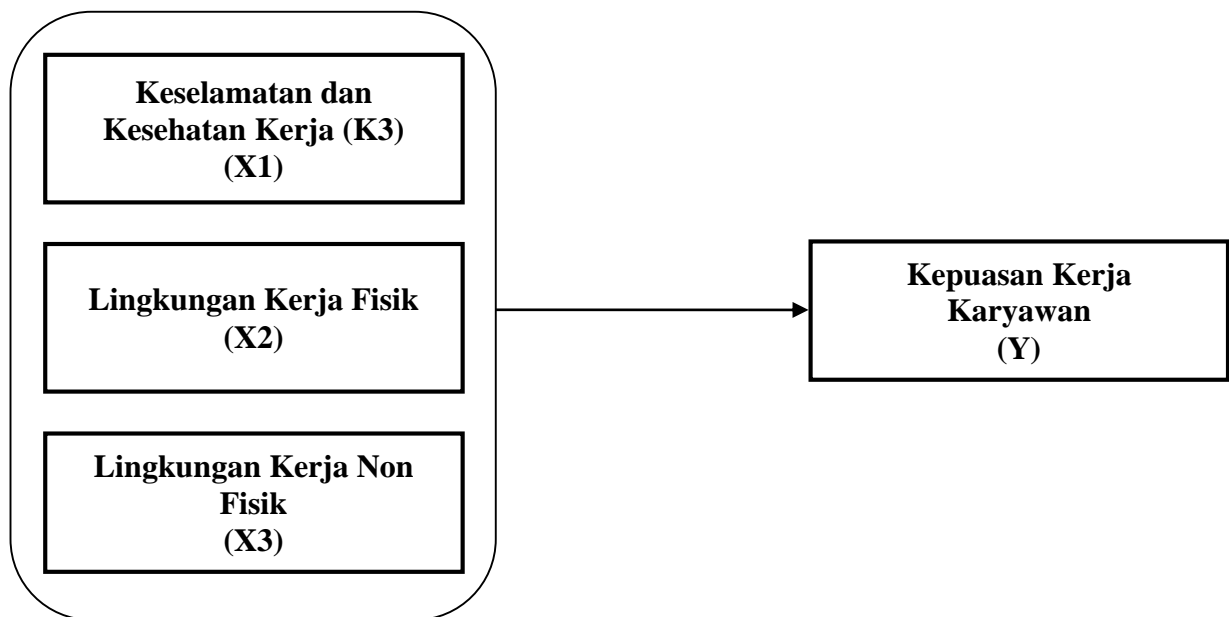 Keselamatan dan
Kesehatan Kerja (K3)
(X1)
Lingkungan Kerja Fisik
(X2)
Lingkungan Kerja Non
Fisik
(X3)
Kepuasan Kerja
Karyawan
(Y)